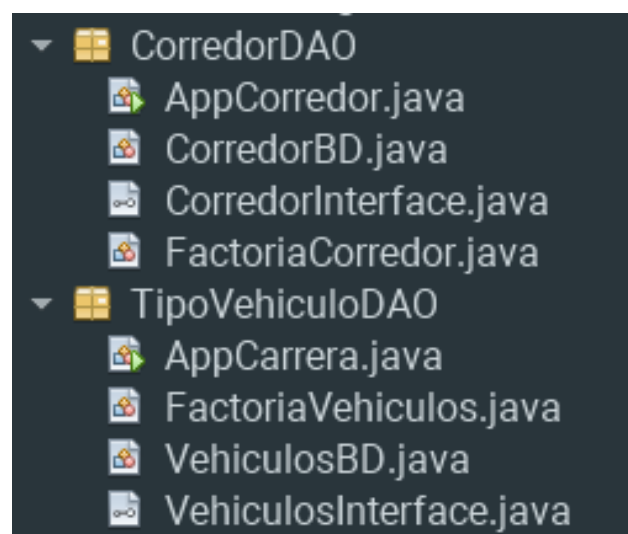 CorredorDAO
AppCorredor.java
CorredorBD.java
CorredorInterface.java
FactoriaCorredor.java
TipoVehiculoDAO
AppCarrera.java
FactoriaVehiculos.java
VehiculosBD.java
VehiculosInterface.java